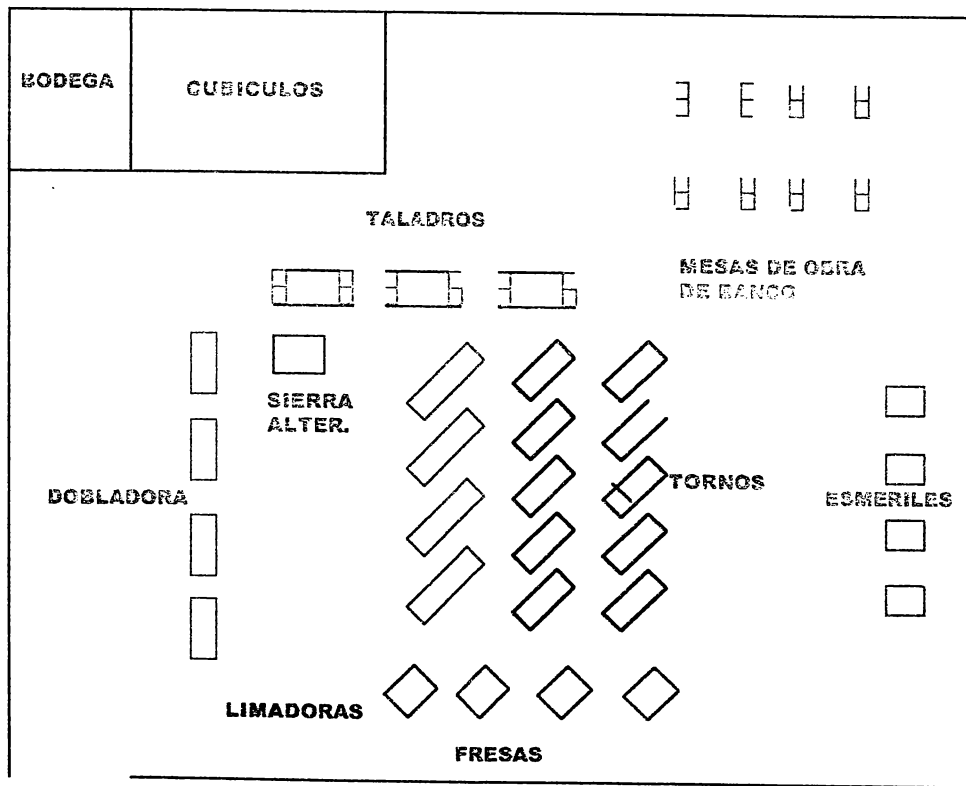 BODEGA
CUBICULOS
TALADROS
MESAS DE OBRA
DE BANCO
SIERRA
ALTER.
DOBLADORA
TORNOS
ESMERILES
LIMADORAS
FRESAS